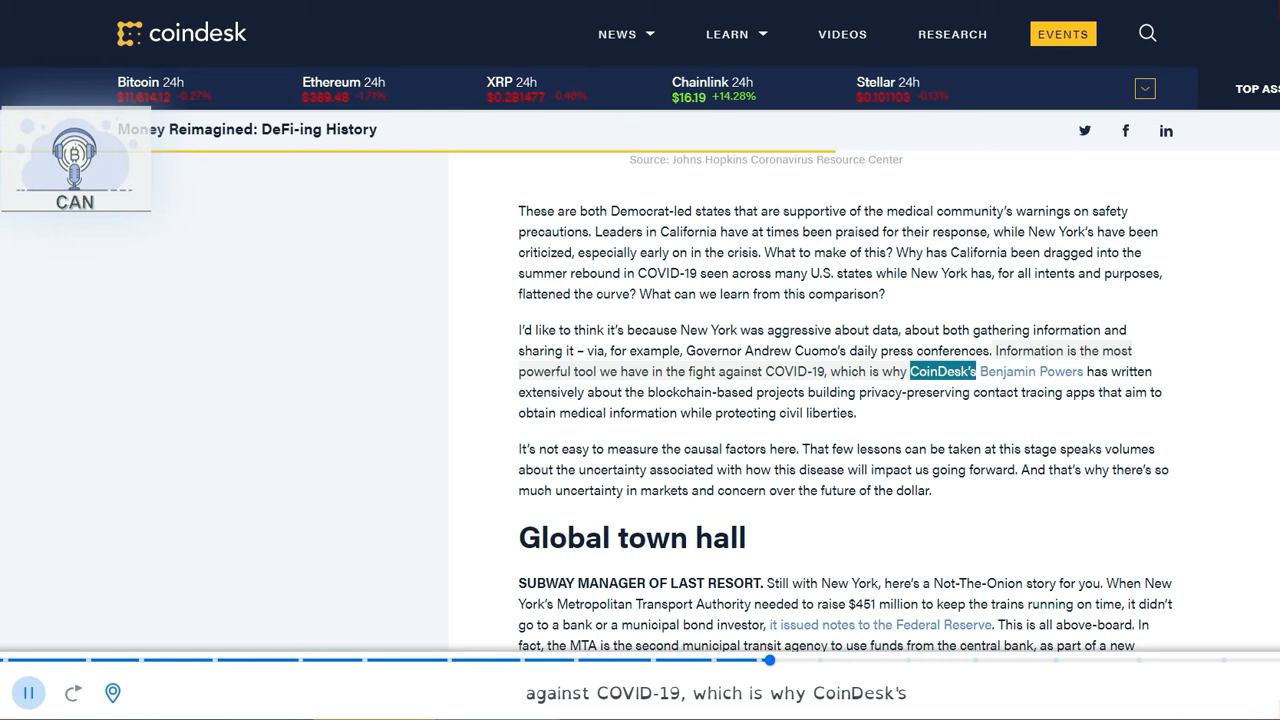 coindesk
NEWS LEARN VIDEOS RESEARCH EVENTS
Bitcoin 24h Ethereum 24h XRP 24h Chainlink 24h Stellar 24h
$11,614.12 -0.27% $389.48 -1.71% $0.281477 -0.46% $16.19 +14.28% $0.101103 -0.13%
TOP ASS
Money Reimagined: DeFi-ing History
CAN
Source: Johns Hopkins Coronavirus Resource Center
These are both Democrat-led states that are supportive of the medical community's warnings on safety
precautions. Leaders in California have at times been praised for their response, while New York's have been
criticized, especially early on in the crisis. What to make of this? Why has California been dragged into the
summer rebound in COVID-19 seen across many U.S. states while New York has, for all intents and purposes,
flattened the curve? What can we learn from this comparison?
I'd like to think it's because New York was aggressive about data, about both gathering information and
sharing it – via, for example, Governor Andrew Cuomo's daily press conferences. Information is the most
powerful tool we have in the fight against COVID-19, which is why CoinDesk's Benjamin Powers has written
extensively about the blockchain-based projects building privacy-preserving contact tracing apps that aim to
obtain medical information while protecting civil liberties.
It's not easy to measure the causal factors here. That few lessons can be taken at this stage speaks volumes
about the uncertainty associated with how this disease will impact us going forward. And that's why there's so
much uncertainty in markets and concern over the future of the dollar.
Global town hall
SUBWAY MANAGER OF LAST RESORT. Still with New York, here's a Not-The-Onion story for you. When New
York's Metropolitan Transport Authority needed to raise $451 million to keep the trains running on time, it didn't
go to a bank or a municipal bond investor, it issued notes to the Federal Reserve. This is all above-board. In
fact, the MTA is the second municipal transit agency to use funds from the central bank, as part of a new
against COVID-19, which is why CoinDesk's